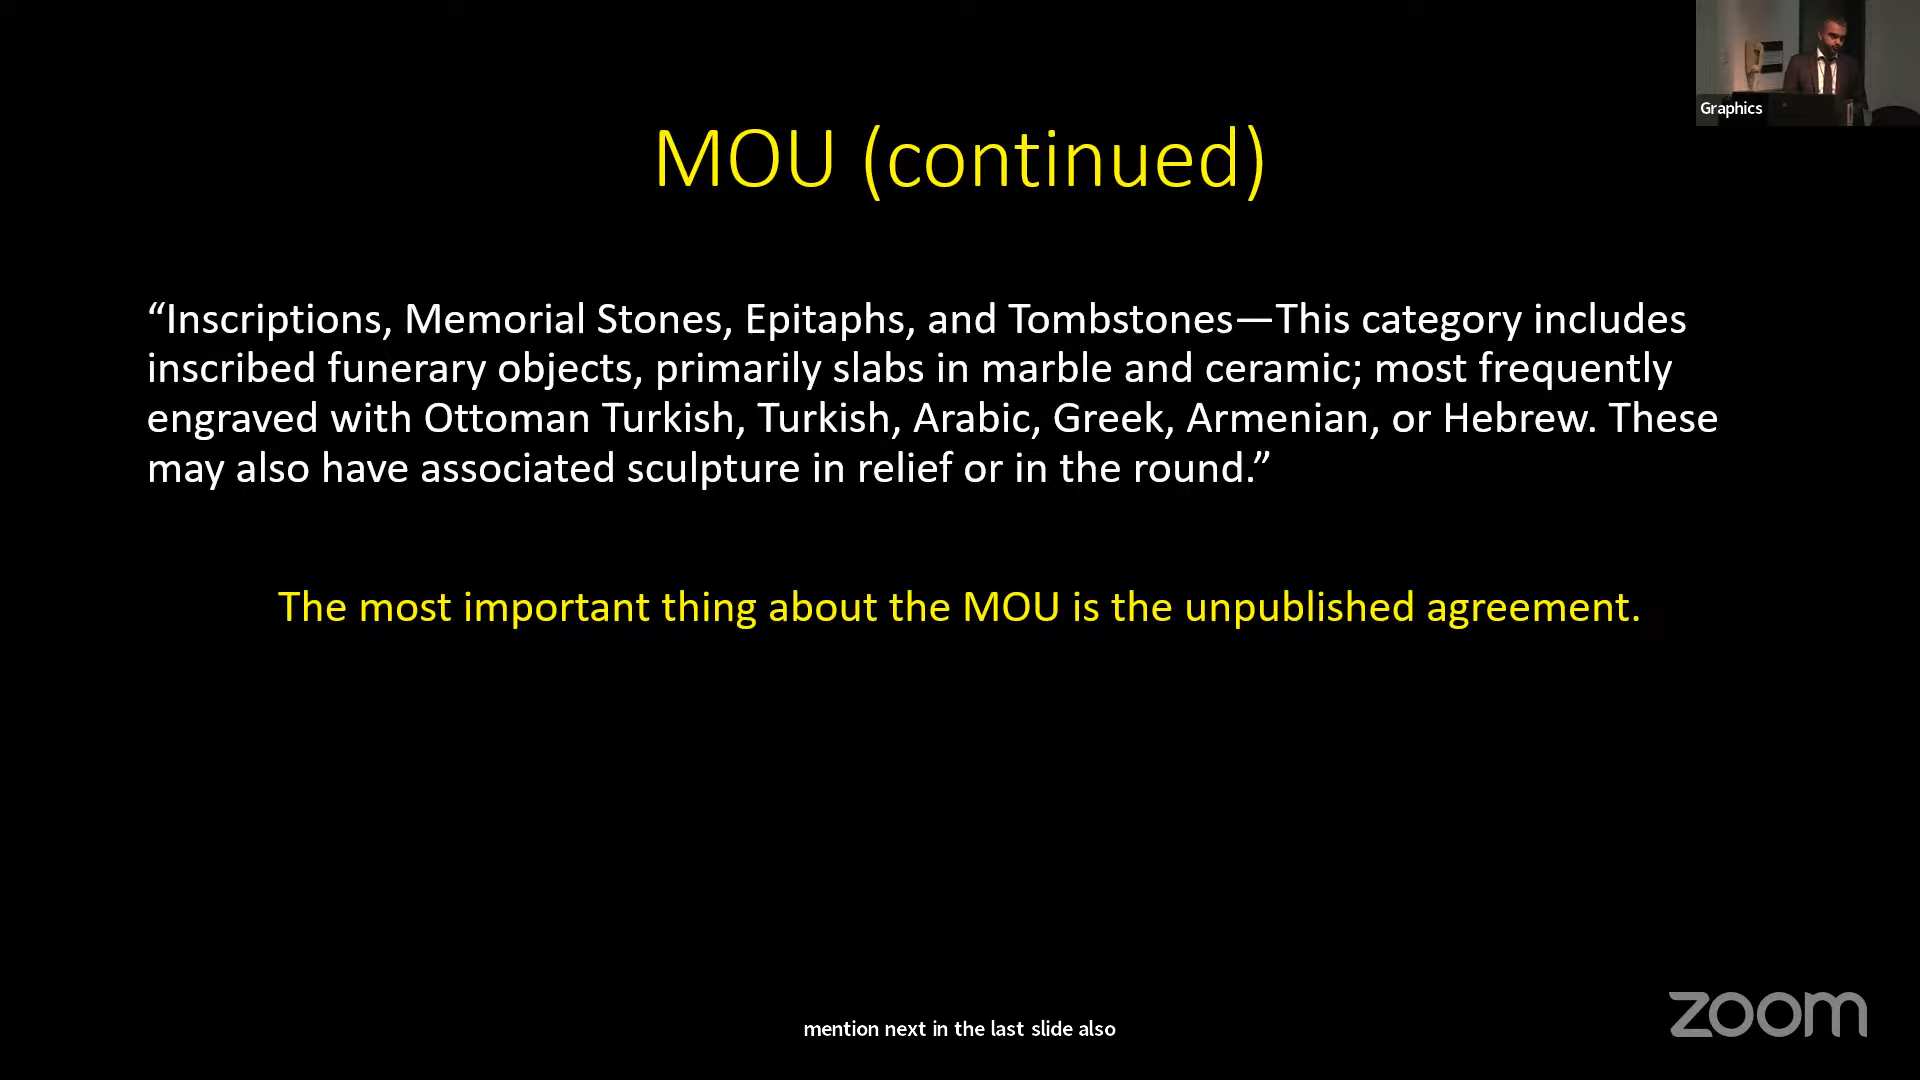 Graphics
MOU (continued)
“Inscriptions, Memorial Stones, Epitaphs, and Tombstones—This category includes
inscribed funerary objects, primarily slabs in marble and ceramic; most frequently
engraved with Ottoman Turkish, Turkish, Arabic, Greek, Armenian, or Hebrew. These
may also have associated sculpture in relief or in the round.”
The most important thing about the MOU is the unpublished agreement.
mention next in the last slide also
zoom